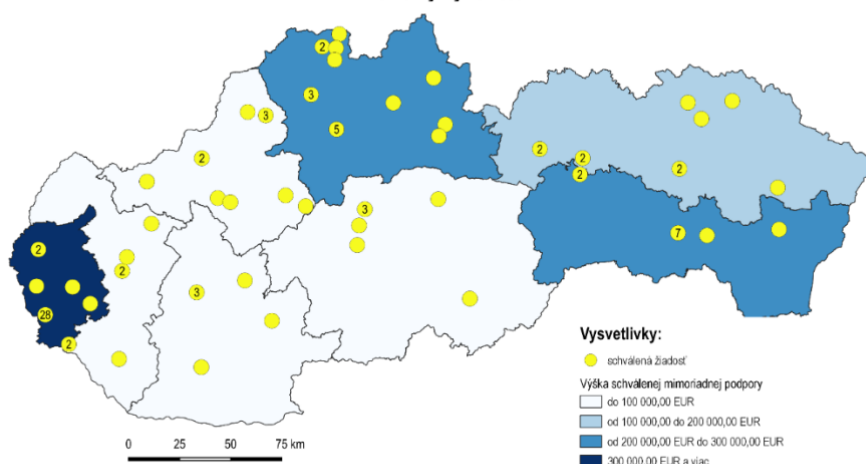 2
3
3
5
2
2
2
2
2
3
7
2
2
3
28
2
Vysvetlivky:
schválená žiadosť
Výška schválenej mimoriadnej podpory
do 100 000,00 EUR
od 100 000,00 do 200 000,00 EUR
od 200 000,00 EUR do 300 000,00 EUR
300 000,00 EUR a viac
0 25 50 75 km